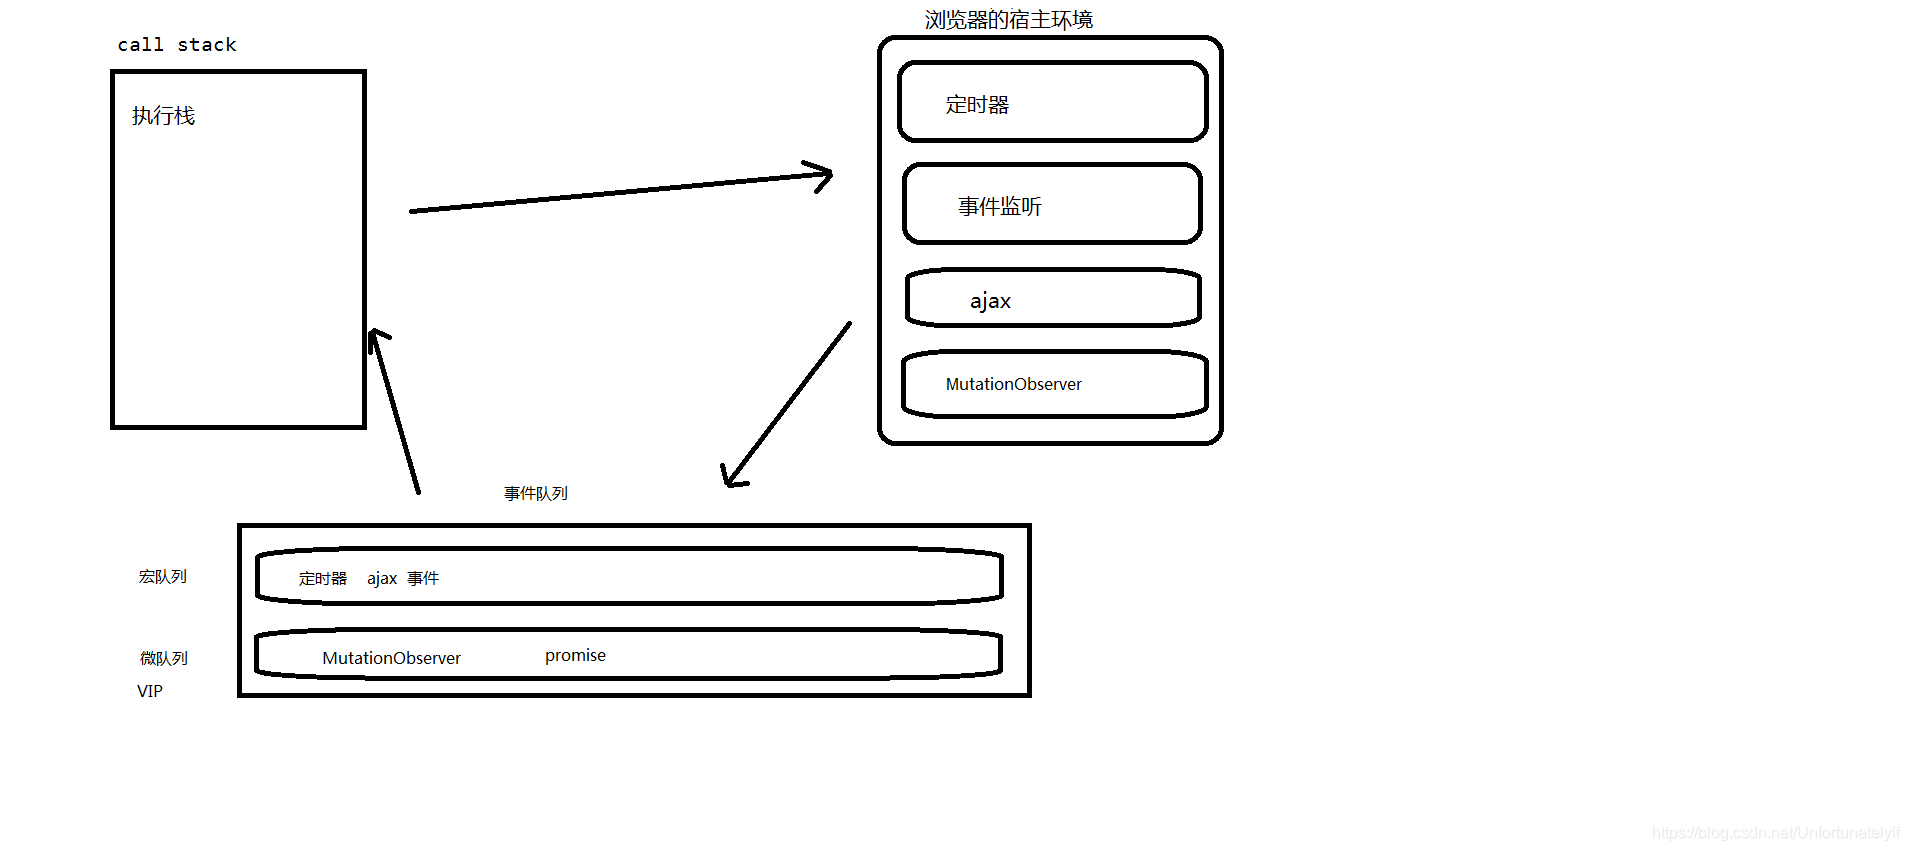 浏览器的宿主环境
call stack
执行栈
定时器
事件监听
ajax
MutationObserver
事件队列
宏队列
定时器 ajax 事件
微队列
VIP
MutationObserver promise
https://blog.csdn.net/Unfortunatelyif